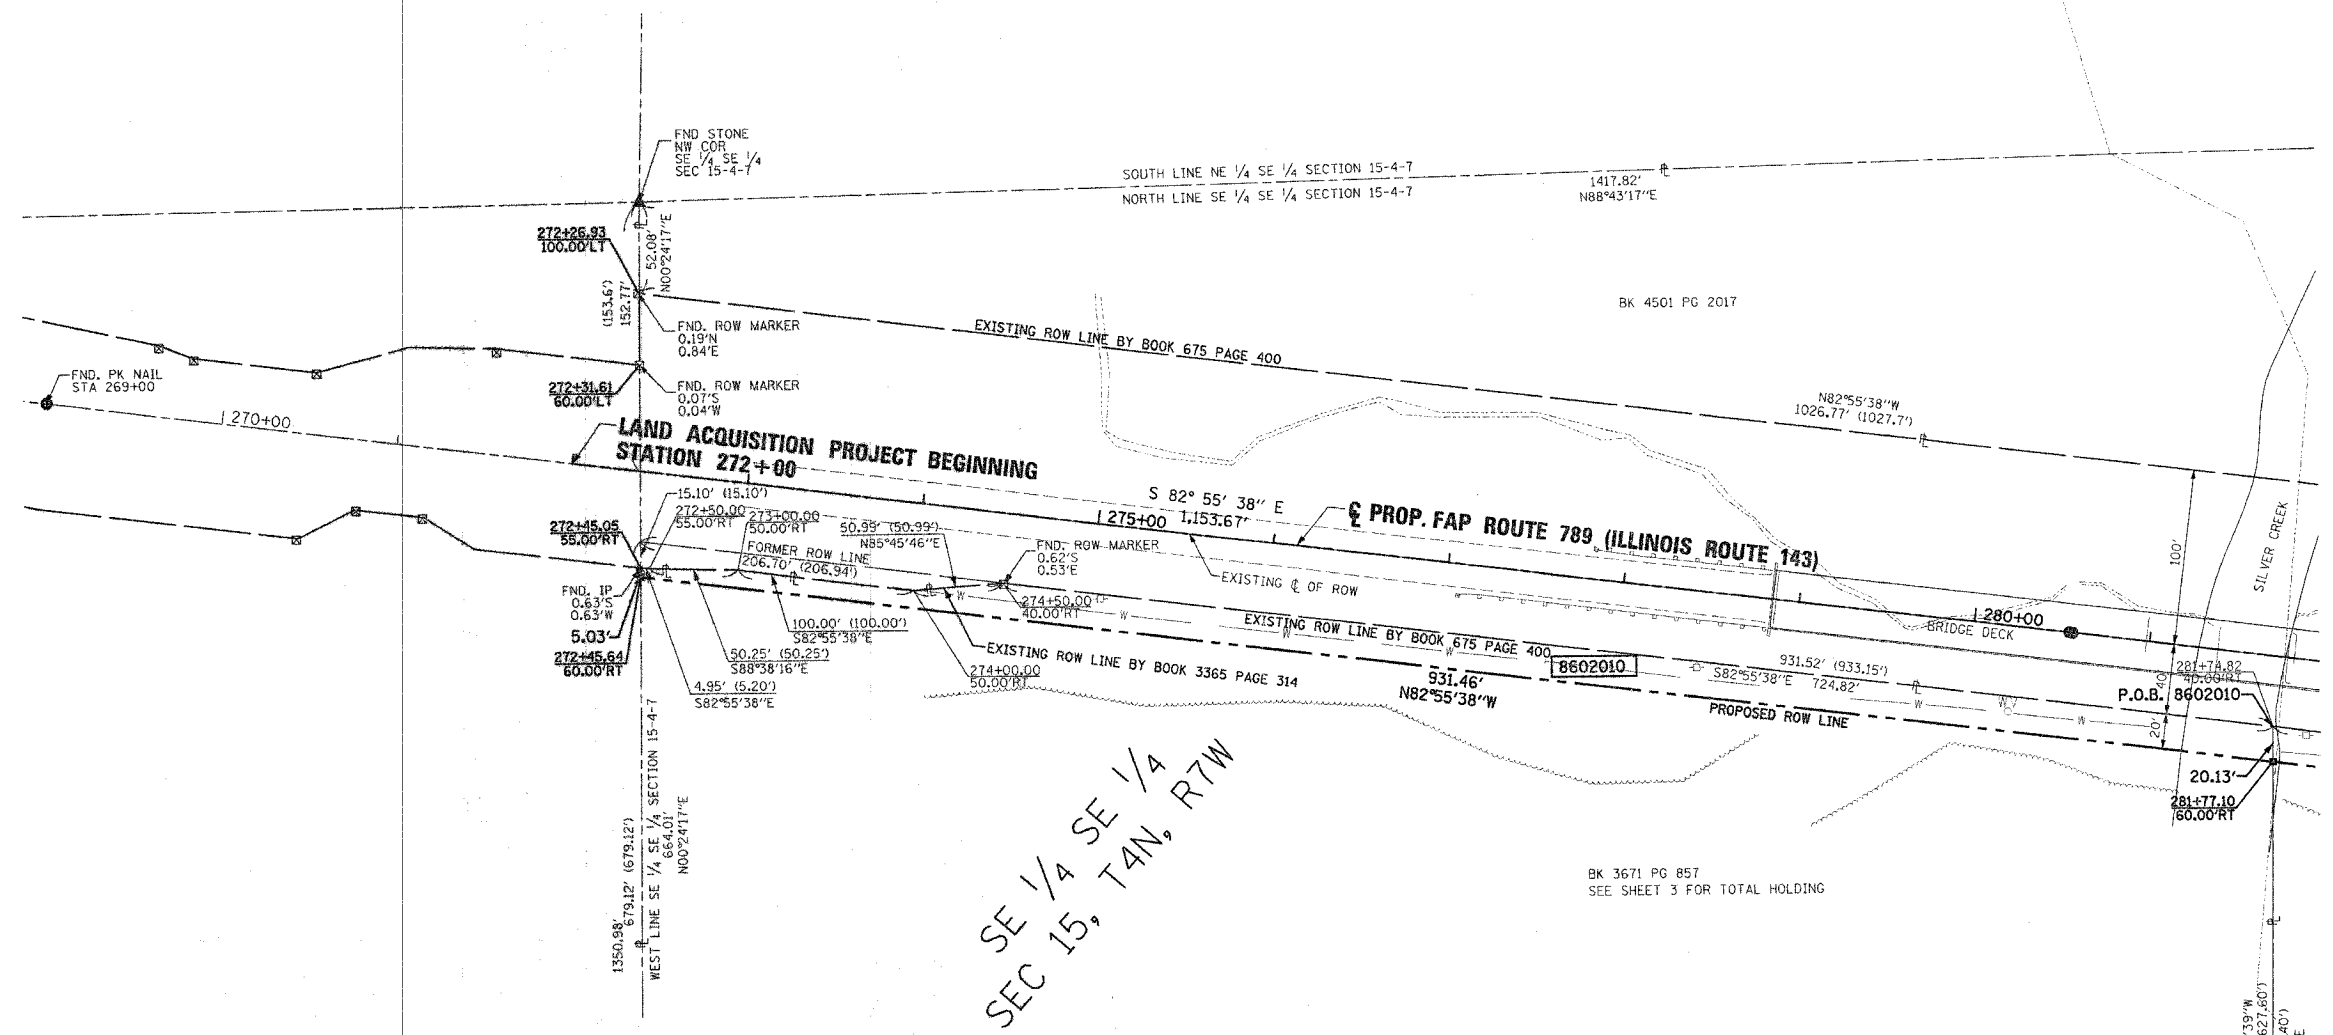 FND STONE
NW COR
SE 1/4 SE 1/4
SEC 15-4-7
SOUTH LINE NE 1/4 SE 1/4 SECTION 15-4-7
NORTH LINE SE 1/4 SE 1/4 SECTION 15-4-7
1417.82'
N88°43'17"E
272+26.93
100.00'LT
52.08'
N00°24'17"E
(153.6')
152.77'
FND. ROW MARKER
0.19'N
0.84'E
EXISTING ROW LINE BY BOOK 675 PAGE 400
BK 4501 PG 2017
FND. PK NAIL
STA 269+00
272+31.61
60.00'LT
FND. ROW MARKER
0.07'S
0.04'W
N82°55'38"W
1026.77' (1027.7')
270+00
LAND ACQUISITION PROJECT BEGINNING
STATION 272+00
S 82° 55' 38" E
1,153.67'
275+00
℄ PROP. FAP ROUTE 789 (ILLINOIS ROUTE 143)
15.10' (15.10')
272+50.00
55.00'RT
273+00.00
50.00'RT
50.99' (50.99')
N85°45'46"E
272+45.05
55.00'RT
FORMER ROW LINE
206.70' (206.94')
FND. ROW MARKER
0.62'S
0.53'E
EXISTING ℄ OF ROW
100'
SILVER CREEK
280+00
BRIDGE DECK
FND. IP
0.63'S
0.63'W
5.03'
272+45.64
60.00'RT
274+50.00
40.00'RT
100.00' (100.00')
S82°55'38"E
EXISTING ROW LINE BY BOOK 675 PAGE 400
8602010
50.25' (50.25')
S88°38'16"E
EXISTING ROW LINE BY BOOK 3365 PAGE 314
274+00.00
50.00'RT
4.95' (5.20')
S82°55'38"E
931.46'
N82°55'38"W
931.52' (933.15')
S82°55'38"E
724.82'
281+74.82
40.00'RT
40'
P.O.B. 8602010
PROPOSED ROW LINE
20'
20.13'
281+77.10
60.00'RT
W
W
W
W
W
W
WEST LINE SE 1/4 SE 1/4 SECTION 15-4-7
664.01'
N00°24'17"E
679.12' (679.12')
1350.98'
SE 1/4 SE 1/4
SEC 15, T4N, R7W
BK 3671 PG 857
SEE SHEET 3 FOR TOTAL HOLDING